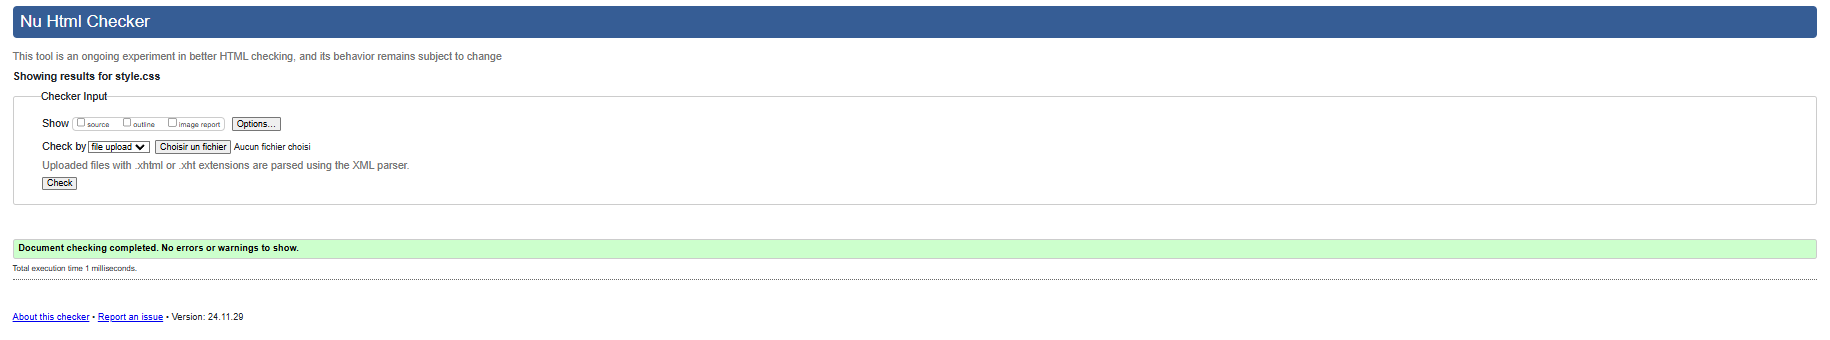 Nu Html Checker
This tool is an ongoing experiment in better HTML checking, and its behavior remains subject to change
Showing results for style.css
Checker Input
Show source outline image report Options...
Check by file upload Choisir un fichier Aucun fichier choisi
Uploaded files with .xhtml or .xht extensions are parsed using the XML parser.
Check
Document checking completed. No errors or warnings to show.
Total execution time 1 milliseconds.
About this checker • Report an issue • Version: 24.11.29